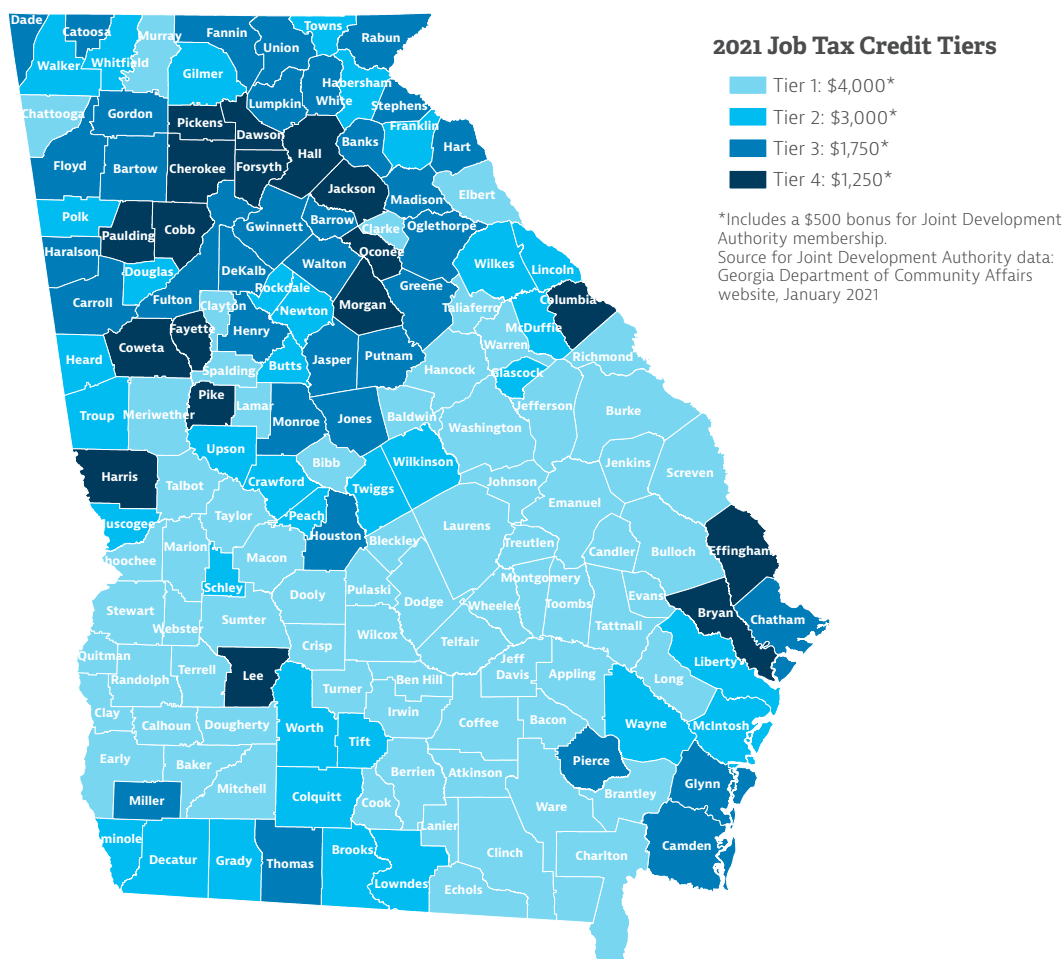 Dade
Catoosa
Murray
Fannin
Towns
Union
Rabun
Walker
Whitfield
Gilmer
Habersham
White
Lumpkin
Stephens
Chattooga
Gordon
Pickens
Dawson
Franklin
Hall
Banks
Hart
Floyd
Bartow
Cherokee
Forsyth
Jackson
Madison
Elbert
Polk
Paulding
Cobb
Gwinnett
Barrow
Clarke
Oglethorpe
Haralson
Oconee
Douglas
DeKalb
Walton
Wilkes
Lincoln
Rockdale
Greene
Carroll
Fulton
Clayton
Newton
Morgan
Taliaferro
Columbia
Fayette
Henry
McDuffie
Coweta
Warren
Heard
Spalding
Butts
Jasper
Putnam
Hancock
Glascock
Richmond
Troup
Meriwether
Pike
Lamar
Monroe
Jones
Baldwin
Jefferson
Burke
Washington
Upson
Bibb
Wilkinson
Jenkins
Screven
Harris
Talbot
Crawford
Twiggs
Johnson
Emanuel
Muscogee
Taylor
Peach
Houston
Laurens
Bleckley
Treutlen
Candler
Bulloch
Effingham
hoochee
Marion
Macon
Schley
Dooly
Pulaski
Dodge
Montgomery
Wheeler
Toombs
Evans
Bryan
Chatham
Stewart
Webster
Sumter
Crisp
Wilcox
Telfair
Tattnall
Quitman
Randolph
Terrell
Lee
Turner
Ben Hill
Jeff
Davis
Appling
Long
Liberty
Clay
Calhoun
Dougherty
Worth
Tift
Irwin
Coffee
Bacon
Wayne
McIntosh
Early
Baker
Mitchell
Berrien
Atkinson
Pierce
Brantley
Glynn
Miller
Colquitt
Cook
Lanier
Ware
Camden
minole
Decatur
Grady
Thomas
Brooks
Lowndes
Clinch
Echols
Charlton
2021 Job Tax Credit Tiers
Tier 1: $4,000*
Tier 2: $3,000*
Tier 3: $1,750*
Tier 4: $1,250*
*Includes a $500 bonus for Joint Development
Authority membership.
Source for Joint Development Authority data:
Georgia Department of Community Affairs
website, January 2021